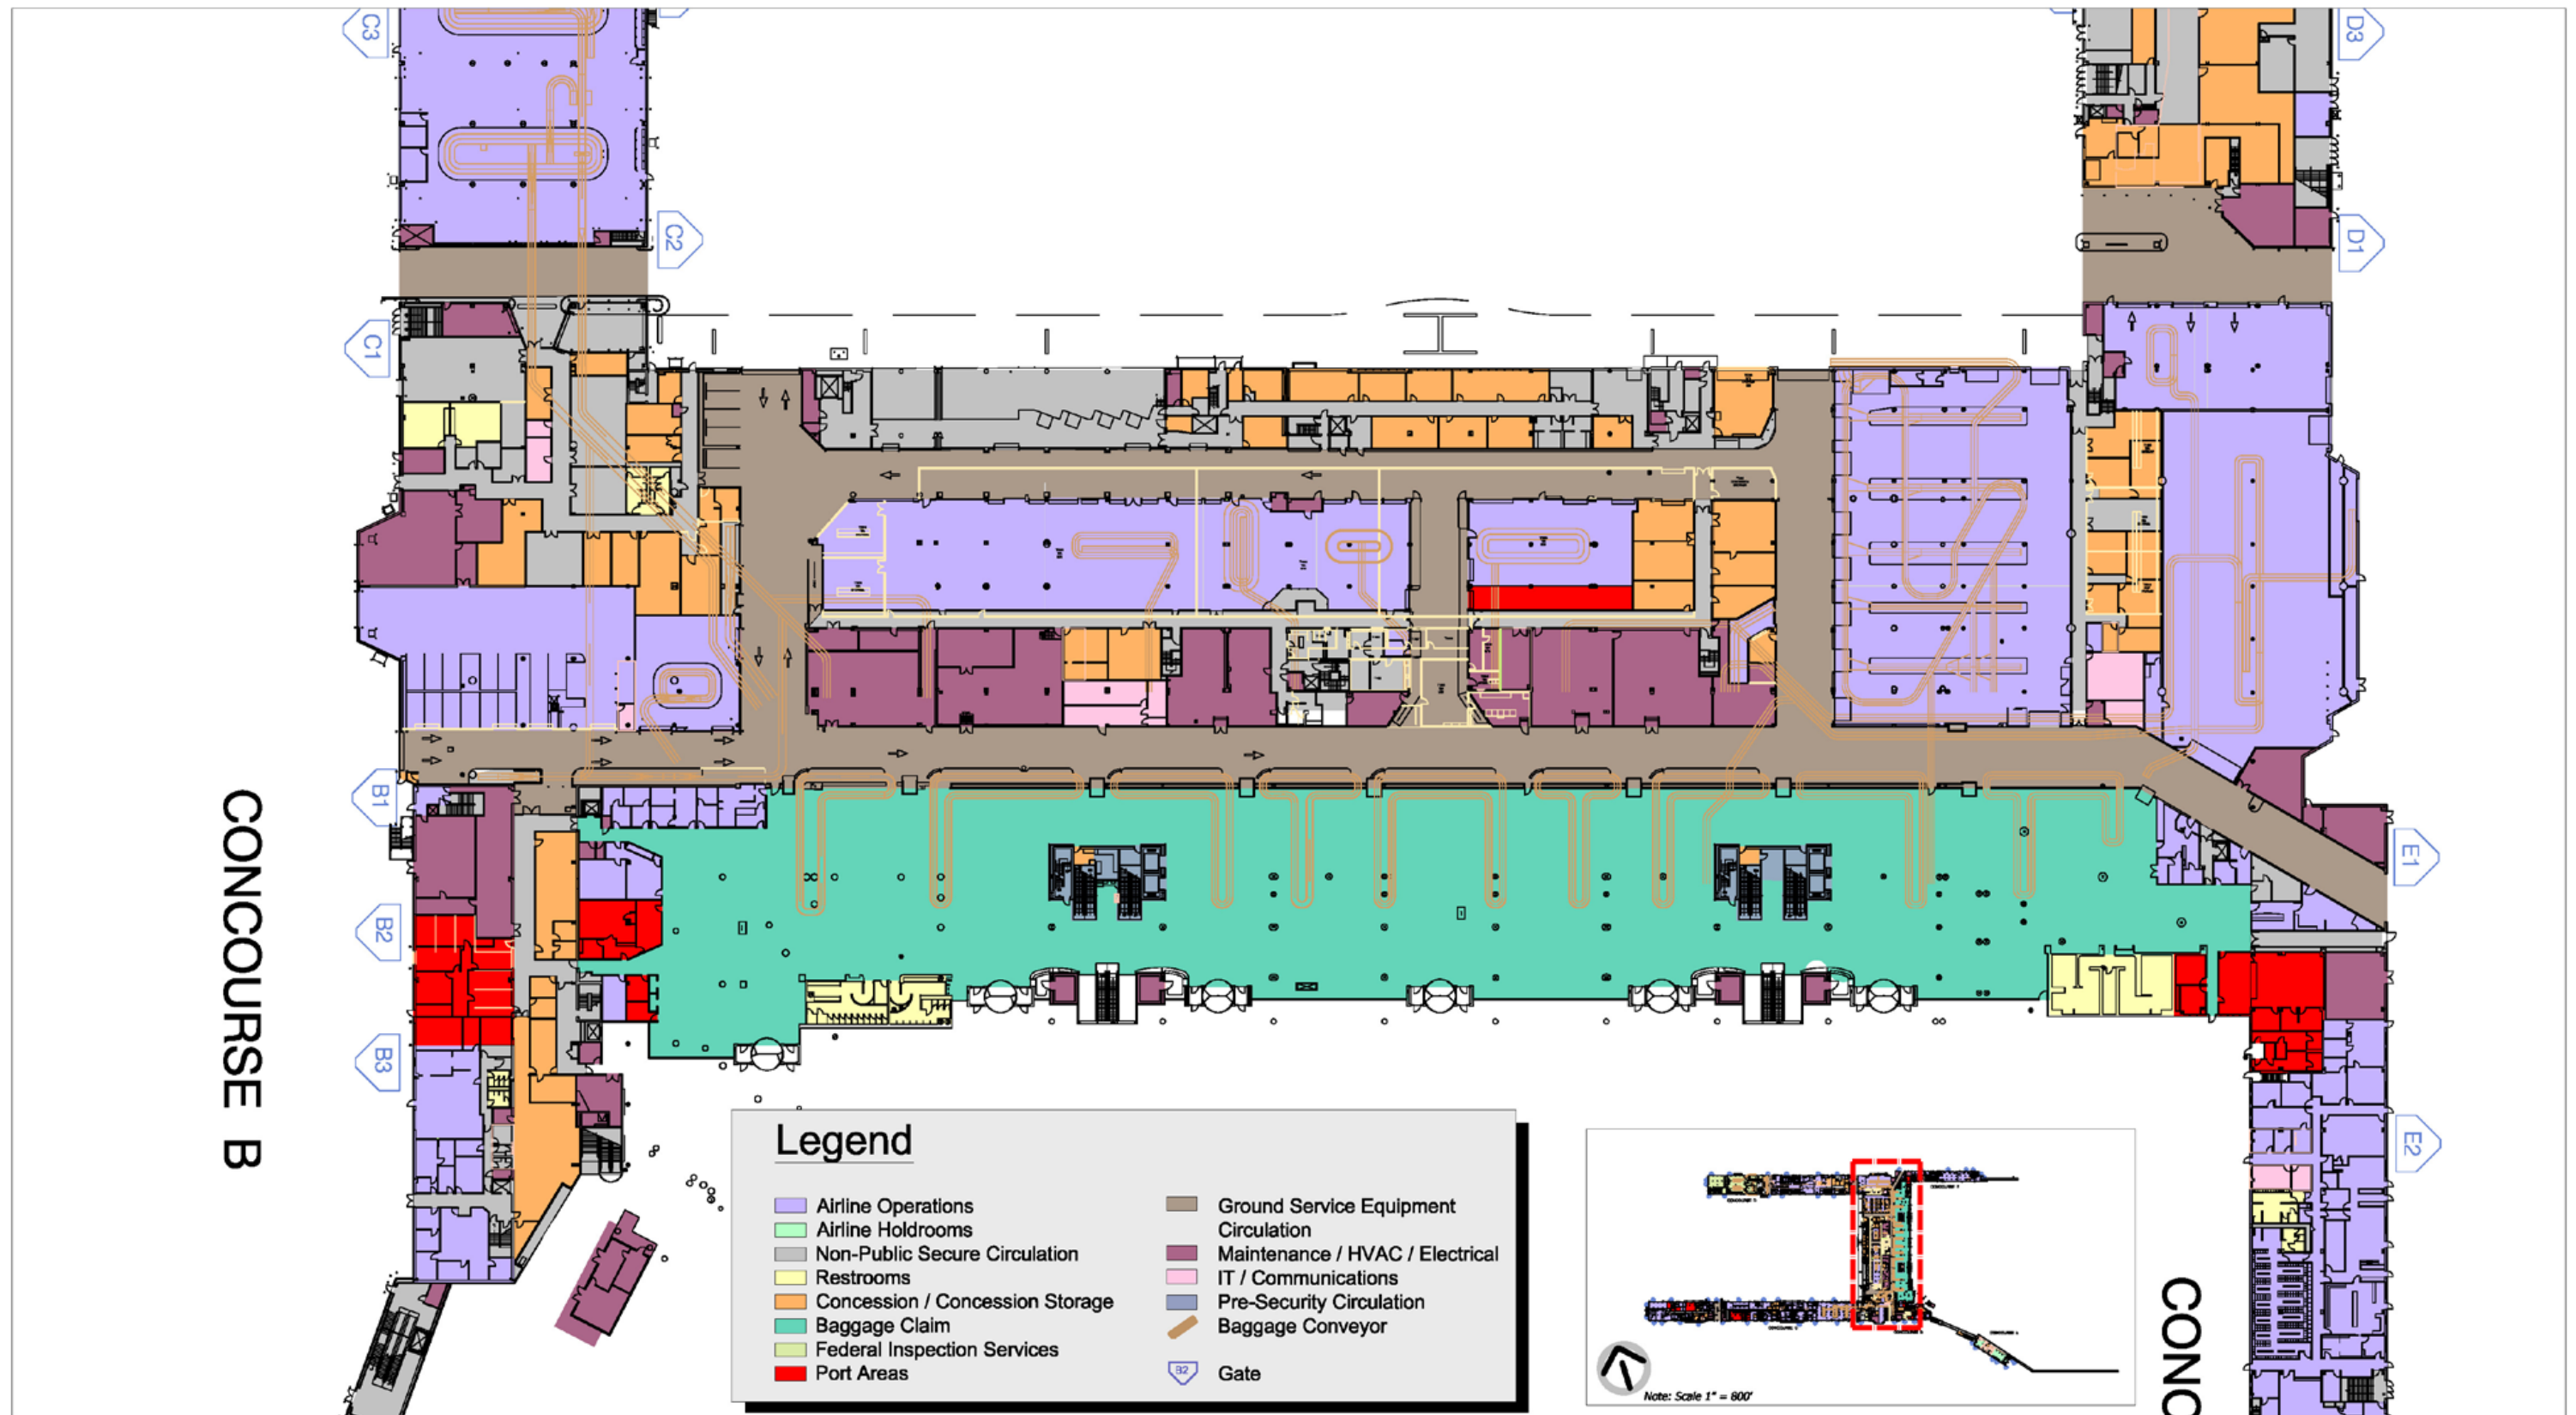 C3
D3
C2
D1
C1
B1
E1
B2
B3
E2
CONCOURSE B
CONC
Legend
Airline Operations
Airline Holdrooms
Non-Public Secure Circulation
Restrooms
Concession / Concession Storage
Baggage Claim
Federal Inspection Services
Port Areas
Ground Service Equipment
Circulation
Maintenance / HVAC / Electrical
IT / Communications
Pre-Security Circulation
Baggage Conveyor
B2
Gate
Note: Scale 1" = 800'